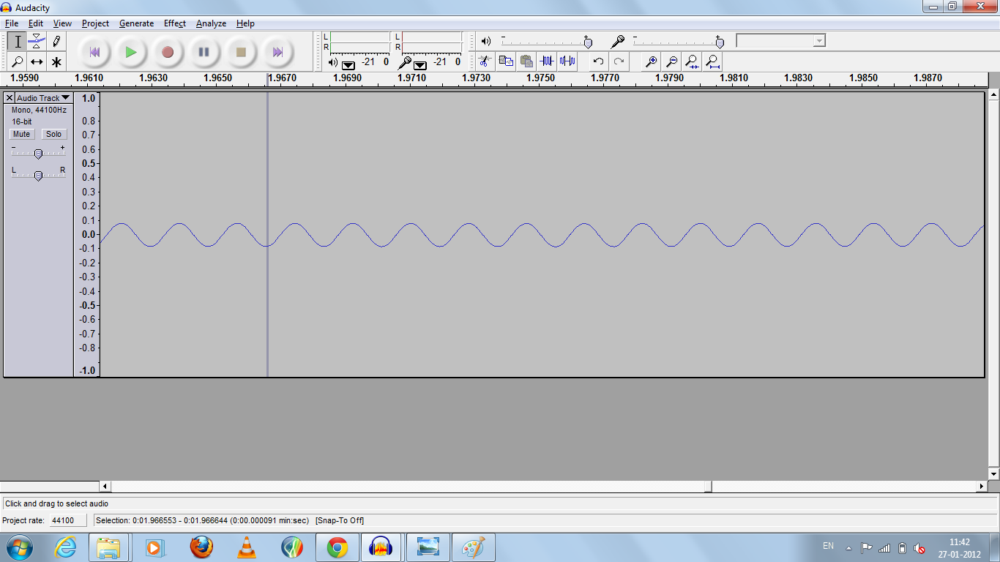 Audacity
File Edit View Project Generate Effect Analyze Help
L
R
-21 0
L
R
-21 0
- +
- +
1.9590 1.9610 1.9630 1.9650 1.9670 1.9690 1.9710 1.9730 1.9750 1.9770 1.9790 1.9810 1.9830 1.9850 1.9870
Audio Track
Mono, 44100Hz
16-bit
Mute Solo
- +
L R
1.0
0.8
0.7
0.6
0.5
0.4
0.3
0.2
0.1
0.0
-0.1
-0.2
-0.3
-0.4
-0.5
-0.6
-0.7
-0.8
-1.0
Click and drag to select audio
Project rate: 44100 Selection: 0:01.966553 - 0:01.966644 (0:00.000091 min:sec) [Snap-To Off]
EN
11:42
27-01-2012